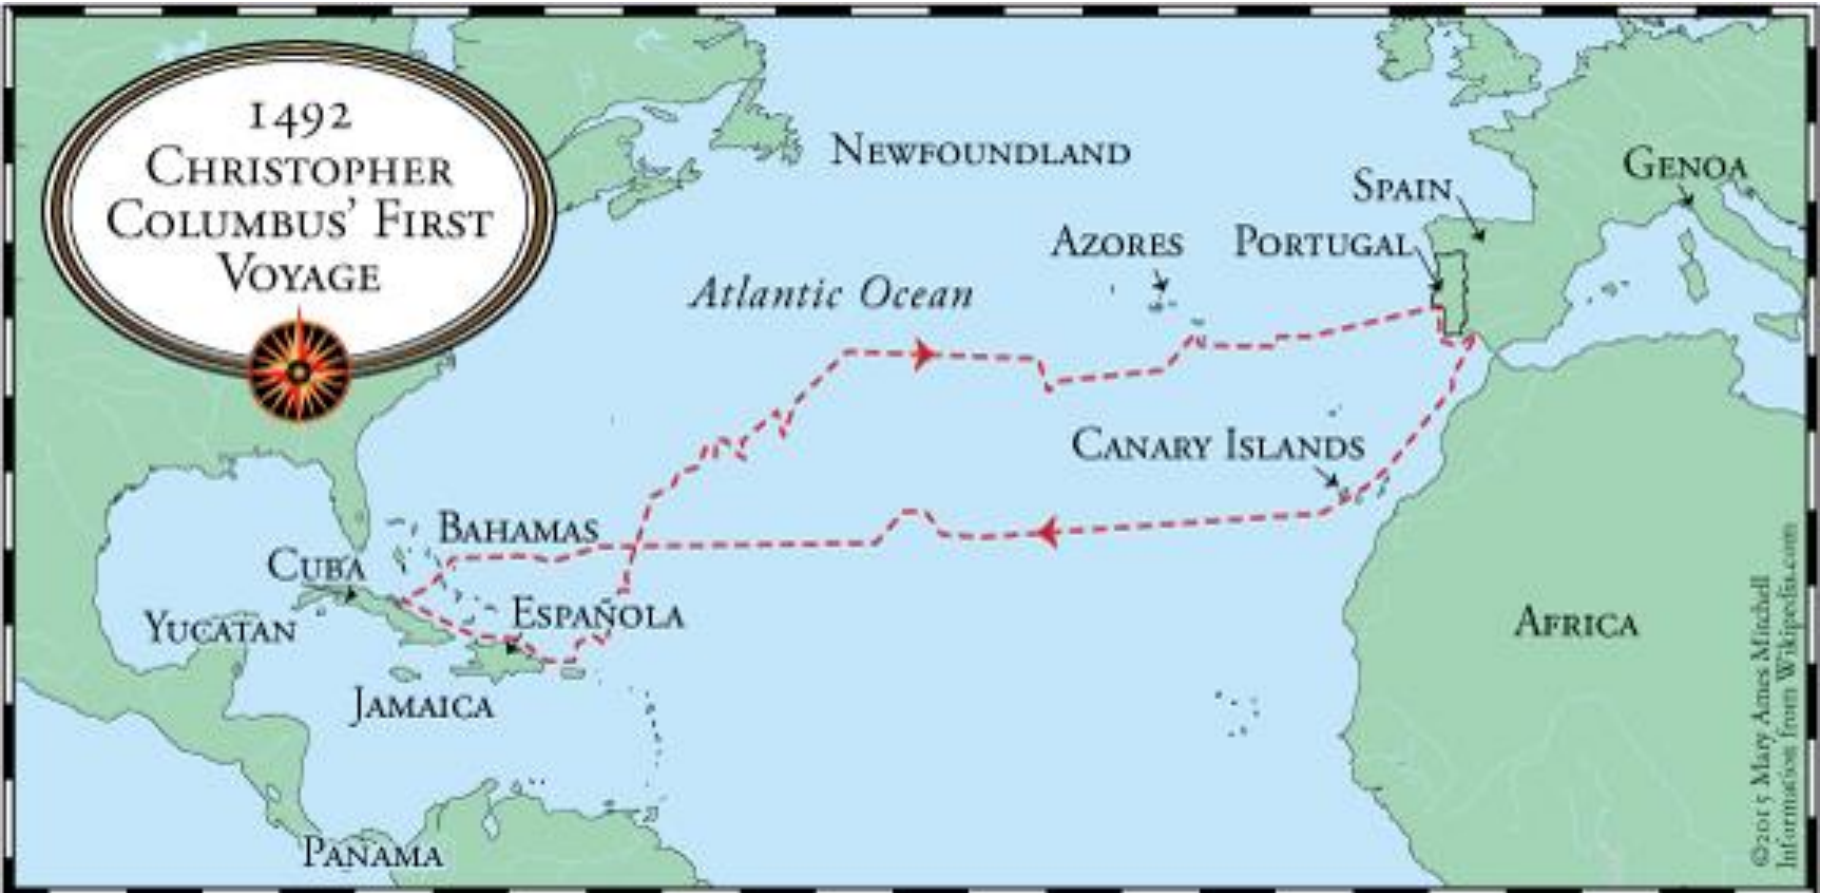 1492
Christopher
Columbus' First
Voyage
Newfoundland
Genoa
Spain
Azores
Portugal
Atlantic Ocean
Canary Islands
Bahamas
Cuba
Española
Yucatan
Africa
Jamaica
Panama
©2015 Mary Ames Mitchell
Information from Wikipedia.com